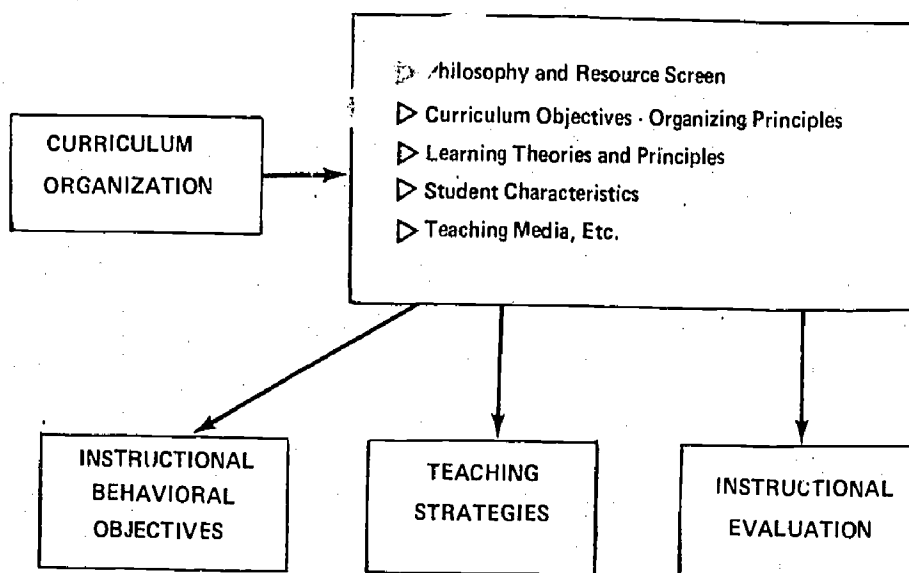 Philosophy and Resource Screen
CURRICULUM
ORGANIZATION
Curriculum Objectives · Organizing Principles
Learning Theories and Principles
Student Characteristics
Teaching Media, Etc.
INSTRUCTIONAL
BEHAVIORAL
OBJECTIVES
TEACHING
STRATEGIES
INSTRUCTIONAL
EVALUATION